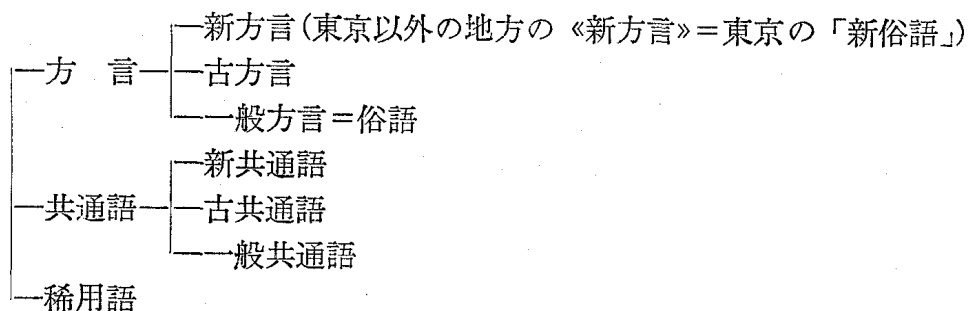 新方言(東京以外の地方の《新方言》=東京の「新俗語」)
方 言
古方言
一般方言=俗語
新共通語
共通語
古共通語
一般共通語
稀用語